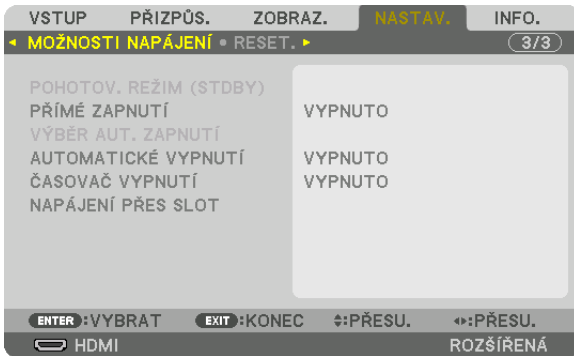 VSTUP PŘIZPŮS. ZOBRAZ. NASTAV. INFO.
MOŽNOSTI NAPÁJENÍ • RESET. 3/3
POHOTOV. REŽIM (STDBY)
PŘÍMÉ ZAPNUTÍ VYPNUTO
VÝBĚR AUT. ZAPNUTÍ
AUTOMATICKÉ VYPNUTÍ VYPNUTO
ČASOVAČ VYPNUTÍ VYPNUTO
NAPÁJENÍ PŘES SLOT
ENTER :VYBRAT EXIT :KONEC :PŘESU. :PŘESU.
HDMI ROZŠÍŘENÁ